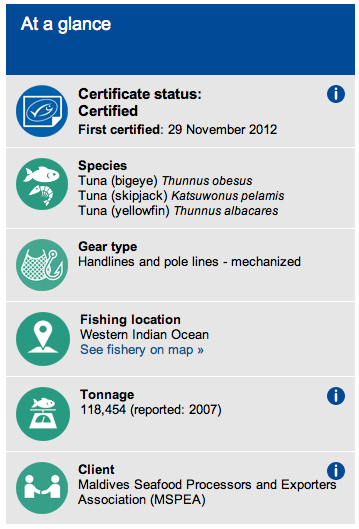 At a glance
Certificate status:
Certified
First certified: 29 November 2012
Species
Tuna (bigeye) Thunnus obesus
Tuna (skipjack) Katsuwonus pelamis
Tuna (yellowfin) Thunnus albacares
Gear type
Handlines and pole lines - mechanized
Fishing location
Western Indian Ocean
See fishery on map »
Tonnage
118,454 (reported: 2007)
Client
Maldives Seafood Processors and Exporters
Association (MSPEA)